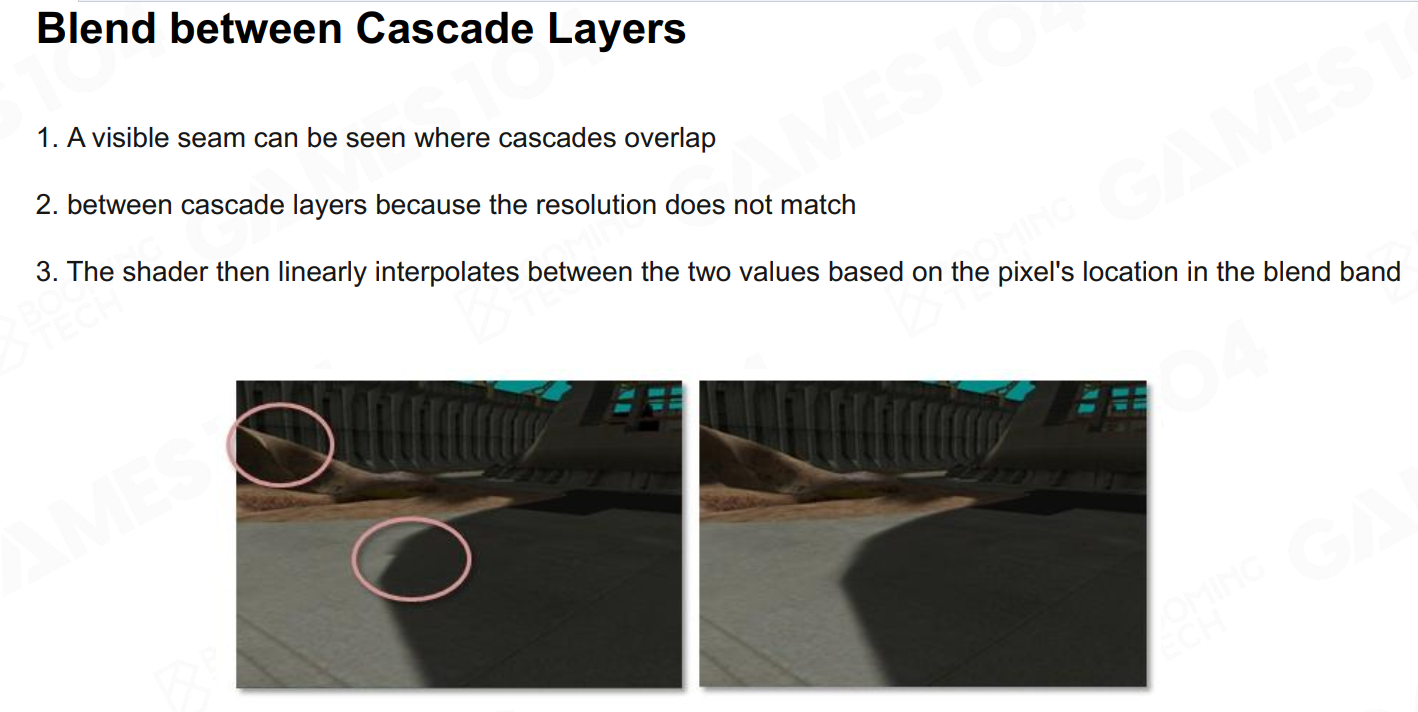 Blend between Cascade Layers
1. A visible seam can be seen where cascades overlap
2. between cascade layers because the resolution does not match
3. The shader then linearly interpolates between the two values based on the pixel's location in the blend band
GAMES104
BOOMING
TECH